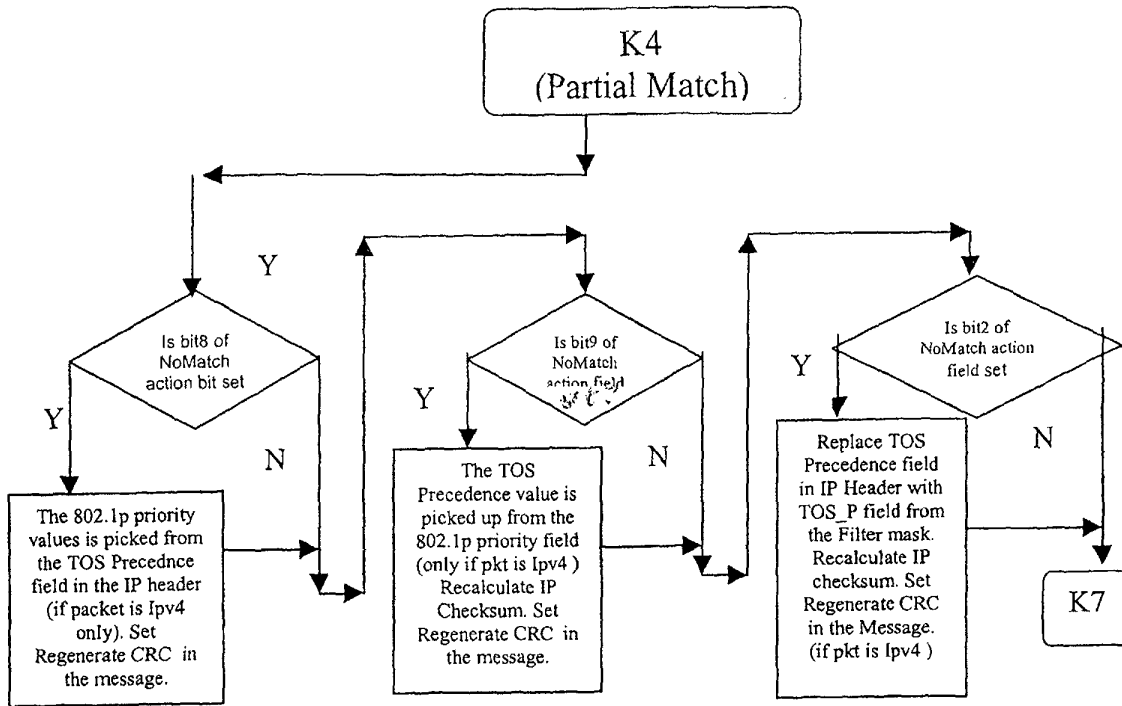 K4
(Partial Match)
Y
Is bit8 of
NoMatch
action bit set
Y
N
The 802.1p priority
values is picked from
the TOS Precednce
field in the IP header
(if packet is Ipv4
only). Set
Regenerate CRC in
the message.
Is bit9 of
NoMatch
action field
Y
N
The TOS
Precedence value is
picked up from the
802.1p priority field
(only if pkt is Ipv4 )
Recalculate IP
Checksum. Set
Regenerate CRC in
the message.
Is bit2 of
NoMatch action
field set
Y
N
Replace TOS
Precedence field
in IP Header with
TOS_P field from
the Filter mask.
Recalculate IP
checksum. Set
Regenerate CRC
in the Message.
(if pkt is Ipv4 )
K7